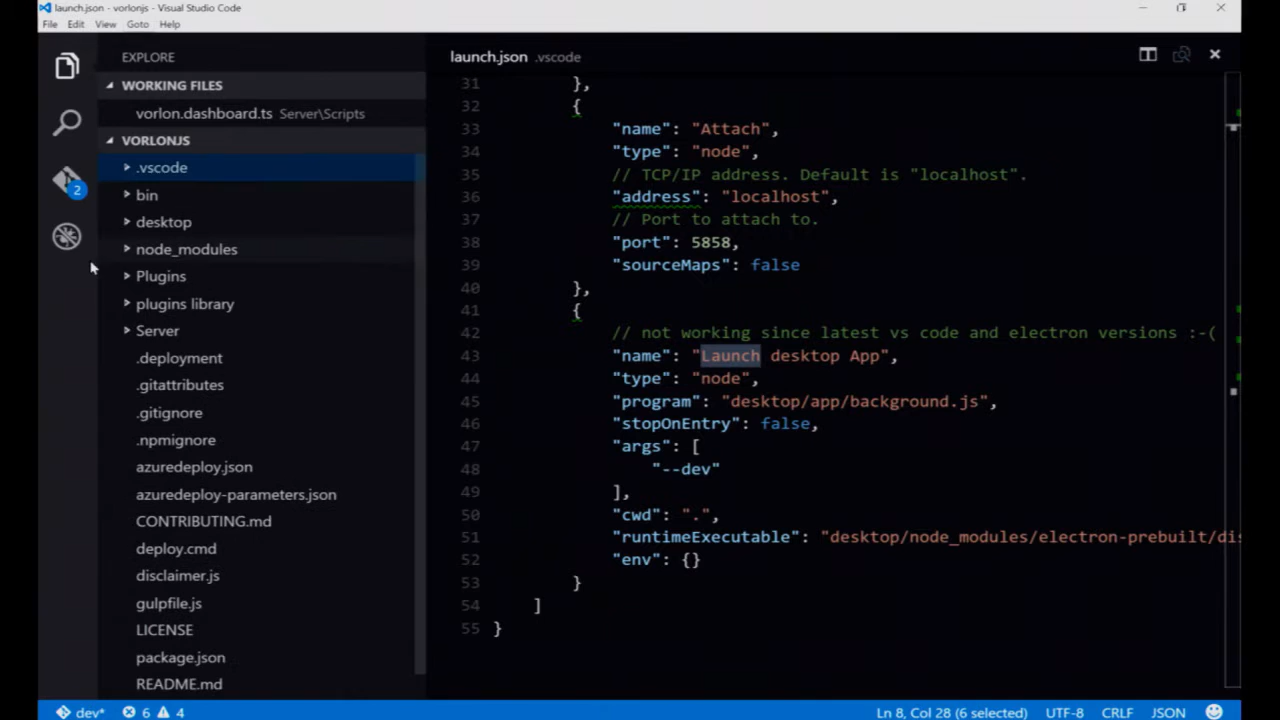 launch.json - vorlonjs - Visual Studio Code
File Edit View Goto Help
EXPLORE
WORKING FILES
vorlon.dashboard.ts Server\Scripts
VORLONJS
.vscode
bin
desktop
node_modules
Plugins
plugins library
Server
.deployment
.gitattributes
.gitignore
.npmignore
azuredeploy.json
azuredeploy-parameters.json
CONTRIBUTING.md
deploy.cmd
disclaimer.js
gulpfile.js
LICENSE
package.json
README.md
2
launch.json .vscode
31 },
32 {
33 "name": "Attach",
34 "type": "node",
35 // TCP/IP address. Default is "localhost".
36 "address": "localhost",
37 // Port to attach to.
38 "port": 5858,
39 "sourceMaps": false
40 },
41 {
42 // not working since latest vs code and electron versions :-(
43 "name": "Launch desktop App",
44 "type": "node",
45 "program": "desktop/app/background.js",
46 "stopOnEntry": false,
47 "args": [
48 "--dev"
49 ],
50 "cwd": ".",
51 "runtimeExecutable": "desktop/node_modules/electron-prebuilt/dis
52 "env": {}
53 }
54 ]
55 }
dev* 6 4 Ln 8, Col 28 (6 selected) UTF-8 CRLF JSON